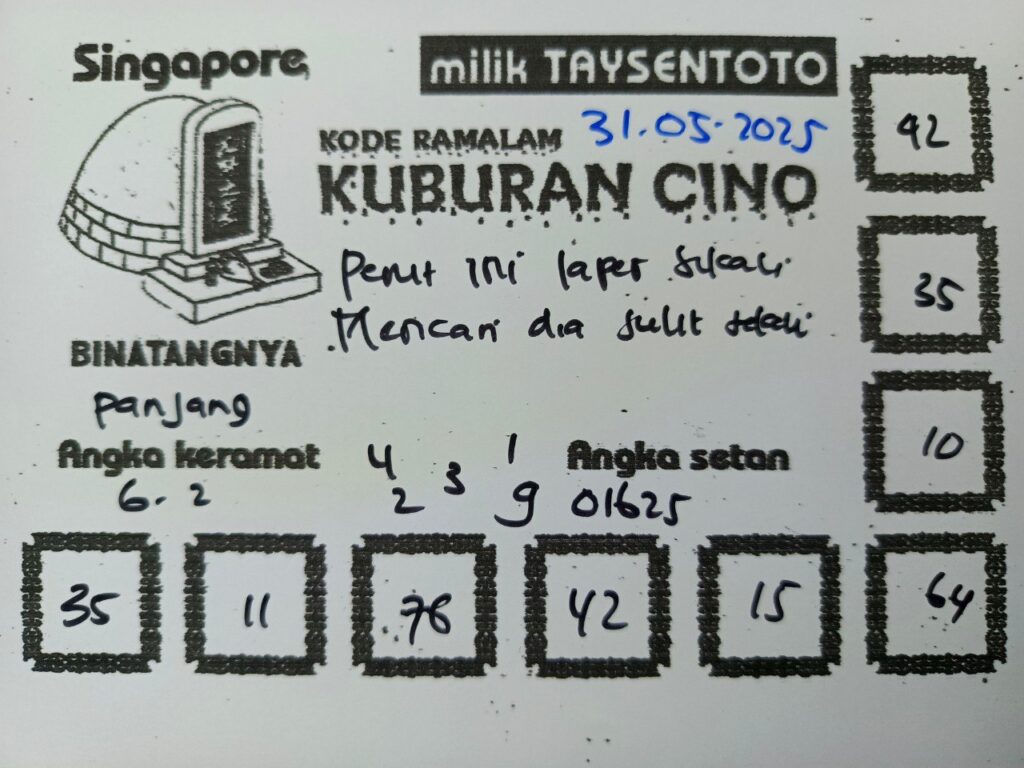 Singapore
milik TAYSENTOTO
KODE RAMALAM 31.05.2025
KUBURAN CINO
Perut ini laper sekali
Mencari dia sulit sekali
BINATANGNYA
panjang
Angka keramat
6. 2
4 1
2 3 9
Angka setan
01625
92
35
10
35 11 76 42 15 64